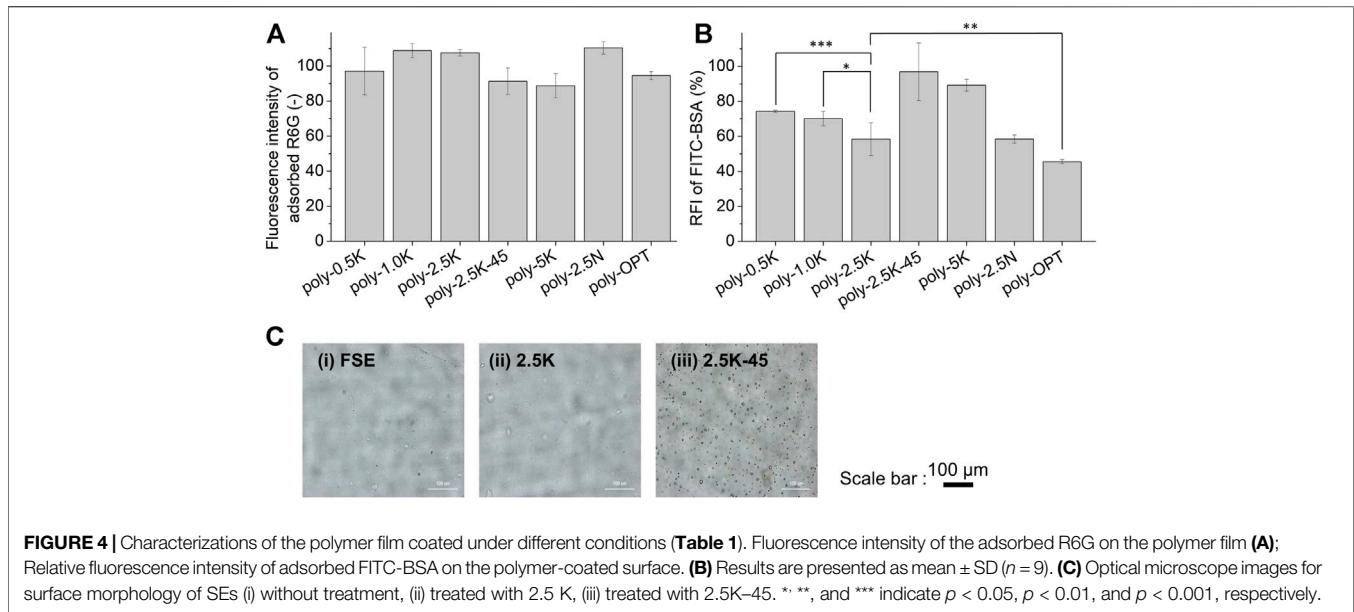 A
Fluorescence intensity of
adsorbed R6G (-)
100
80
60
40
20
0
poly-0.5K
poly-1.0K
poly-2.5K
poly-2.5K-45
poly-5K
poly-2.5N
poly-OPT
B
RFI of FITC-BSA (%)
100
80
60
40
20
0
***
*
**
poly-0.5K
poly-1.0K
poly-2.5K
poly-2.5K-45
poly-5K
poly-2.5N
poly-OPT
C
(i) FSE
100 μm
(ii) 2.5K
100 μm
(iii) 2.5K-45
100 μm
Scale bar : 100 μm
FIGURE 4 | Characterizations of the polymer film coated under different conditions (Table 1). Fluorescence intensity of the adsorbed R6G on the polymer film (A);
Relative fluorescence intensity of adsorbed FITC-BSA on the polymer-coated surface. (B) Results are presented as mean ± SD (n = 9). (C) Optical microscope images for
surface morphology of SEs (i) without treatment, (ii) treated with 2.5 K, (iii) treated with 2.5K–45. *, **, and *** indicate p < 0.05, p < 0.01, and p < 0.001, respectively.